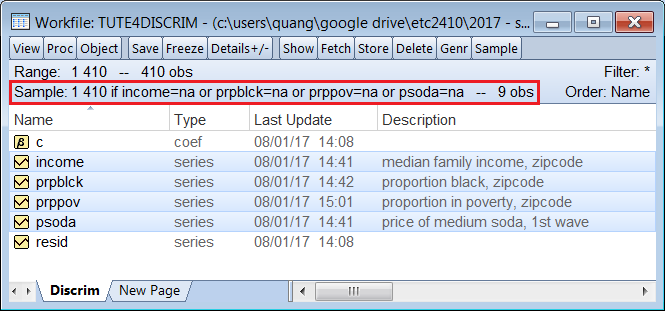 Workfile: TUTE4DISCRIM - (c:\users\quang\google drive\etc2410\2017 - s...
View Proc Object Save Freeze Details+/- Show Fetch Store Delete Genr Sample
Range: 1 410 -- 410 obs Filter: *
Sample: 1 410 if income=na or prpblck=na or prppov=na or psoda=na -- 9 obs Order: Name
Name Type Last Update Description
β c coef 08/01/17 14:08
income series 08/01/17 14:41 median family income, zipcode
prpblck series 08/01/17 14:42 proportion black, zipcode
prppov series 08/01/17 15:01 proportion in poverty, zipcode
psoda series 08/01/17 14:41 price of medium soda, 1st wave
resid series 08/01/17 14:08
Discrim New Page